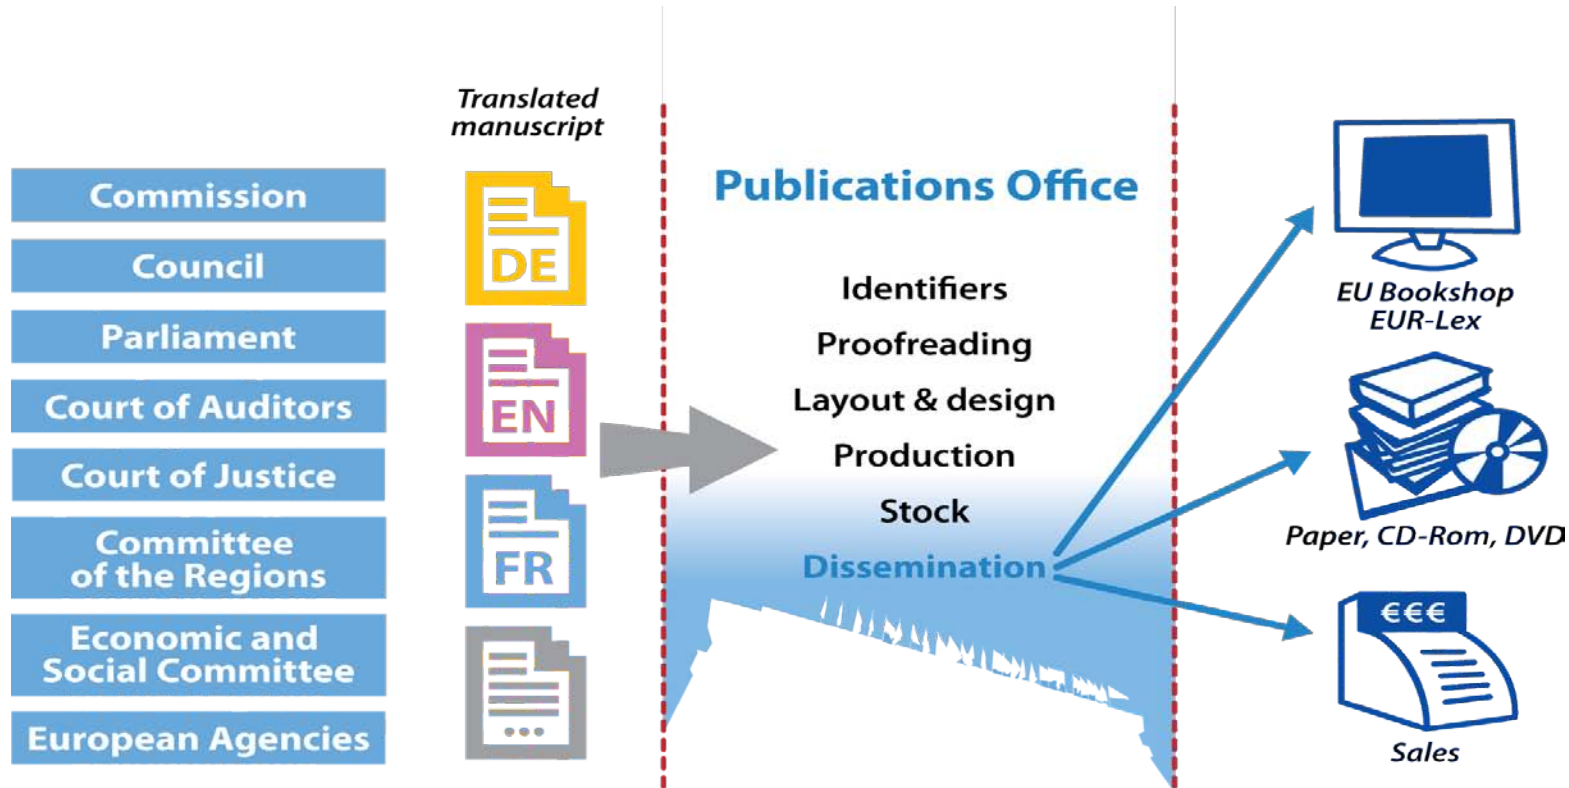 Commission
Council
Parliament
Court of Auditors
Court of Justice
Committee
of the Regions
Economic and
Social Committee
European Agencies
Translated
manuscript
DE
EN
FR
...
Publications Office
Identifiers
Proofreading
Layout & design
Production
Stock
Dissemination
EU Bookshop
EUR-Lex
Paper, CD-Rom, DVD
€€€
Sales